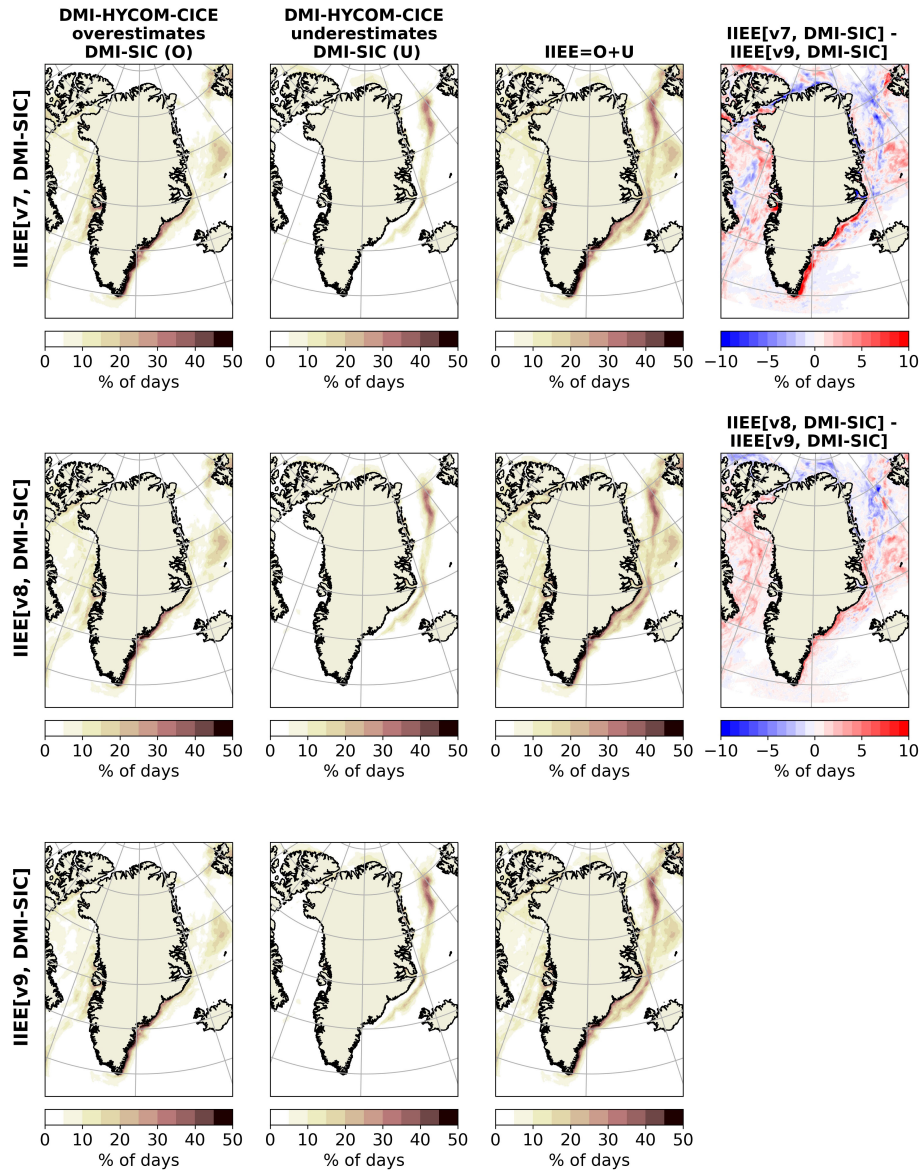 DMI-HYCOM-CICE
overestimates
DMI-SIC (O)
DMI-HYCOM-CICE
underestimates
DMI-SIC (U)
IIEE=O+U
IIEE[v7, DMI-SIC] -
IIEE[v9, DMI-SIC]
IIEE[v7, DMI-SIC]
0 10 20 30 40 50
% of days
0 10 20 30 40 50
% of days
0 10 20 30 40 50
% of days
−10 −5 0 5 10
% of days
IIEE[v8, DMI-SIC] -
IIEE[v9, DMI-SIC]
IIEE[v8, DMI-SIC]
0 10 20 30 40 50
% of days
0 10 20 30 40 50
% of days
0 10 20 30 40 50
% of days
−10 −5 0 5 10
% of days
IIEE[v9, DMI-SIC]
0 10 20 30 40 50
% of days
0 10 20 30 40 50
% of days
0 10 20 30 40 50
% of days